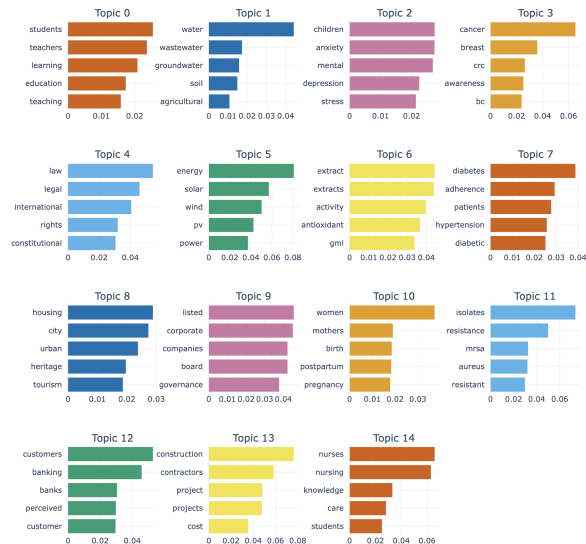 Topic 0
students
teachers
learning
education
teaching
0 0.01 0.02
Topic 1
water
wastewater
groundwater
soil
agricultural
0 0.01 0.02 0.03 0.04
Topic 2
children
anxiety
mental
depression
stress
0 0.01 0.02
Topic 3
cancer
breast
crc
awareness
bc
0 0.02 0.04 0.06
Topic 4
law
legal
international
rights
constitutional
0 0.02 0.04
Topic 5
energy
solar
wind
pv
power
0 0.02 0.04 0.06 0.08
Topic 6
extract
extracts
activity
antioxidant
gml
0 0.01 0.02 0.03 0.04
Topic 7
diabetes
adherence
patients
hypertension
diabetic
0 0.01 0.02 0.03 0.04
Topic 8
housing
city
urban
heritage
tourism
0 0.01 0.02 0.03
Topic 9
listed
corporate
companies
board
governance
0 0.01 0.02 0.03 0.04
Topic 10
women
mothers
birth
postpartum
pregnancy
0 0.01 0.02 0.03
Topic 11
isolates
resistance
mrsa
aureus
resistant
0 0.02 0.04 0.06
Topic 12
customers
banking
banks
perceived
customer
0 0.02 0.04
Topic 13
construction
contractors
project
projects
cost
0 0.02 0.04 0.06 0.08
Topic 14
nurses
nursing
knowledge
care
students
0 0.02 0.04 0.06